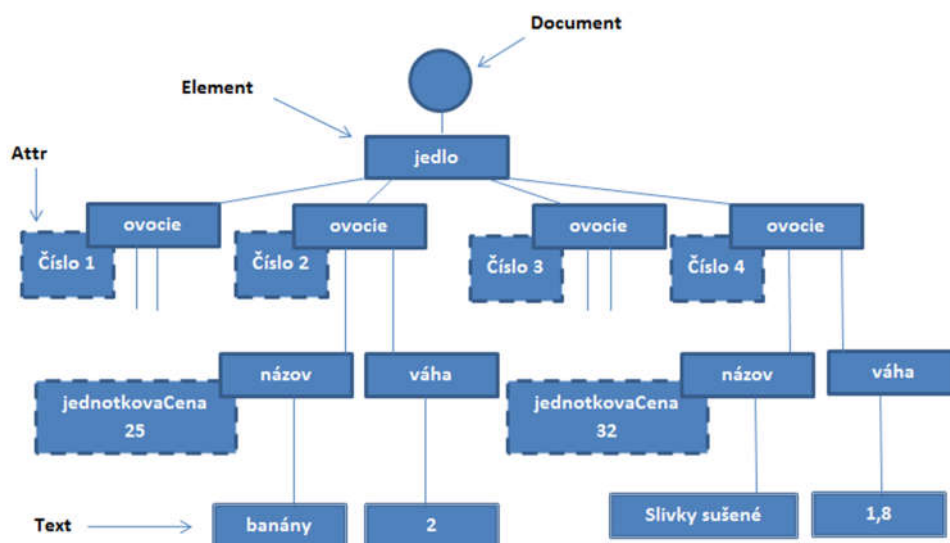 Document
Element
jedlo
Attr
ovocie
ovocie
ovocie
ovocie
Číslo 1
Číslo 2
Číslo 3
Číslo 4
názov
váha
názov
váha
jednotkovaCena
25
jednotkovaCena
32
Text
banány
2
Slivky sušené
1,8